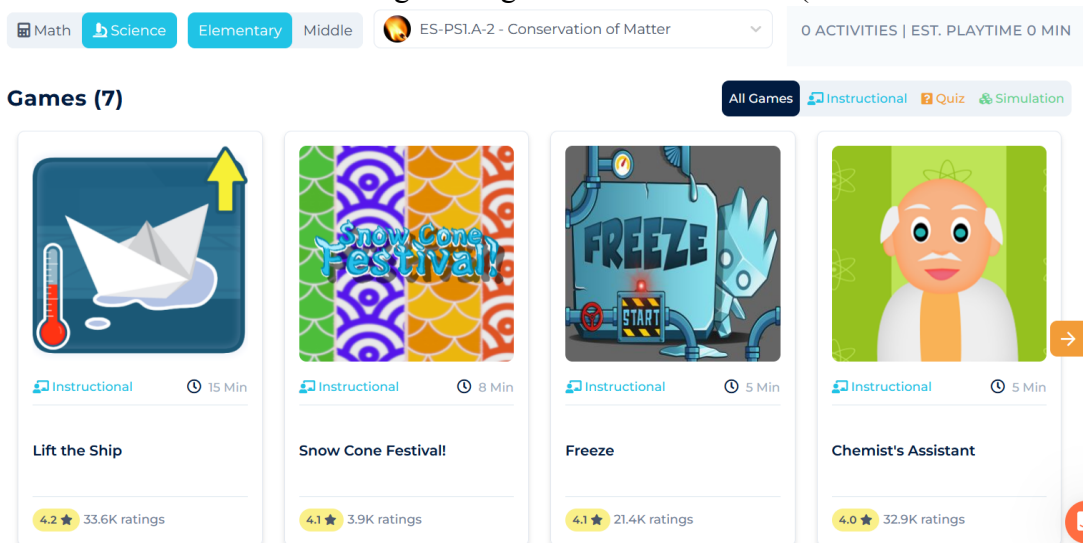 Math Science Elementary Middle ES-PS1.A-2 - Conservation of Matter 0 ACTIVITIES | EST. PLAYTIME 0 MIN
Games (7) All Games Instructional Quiz Simulation
Snow Cone
Festival!
FREEZE
START
Instructional 15 Min Instructional 8 Min Instructional 5 Min Instructional 5 Min
Lift the Ship Snow Cone Festival! Freeze Chemist's Assistant
4.2 ★ 33.6K ratings 4.1 ★ 3.9K ratings 4.1 ★ 21.4K ratings 4.0 ★ 32.9K ratings